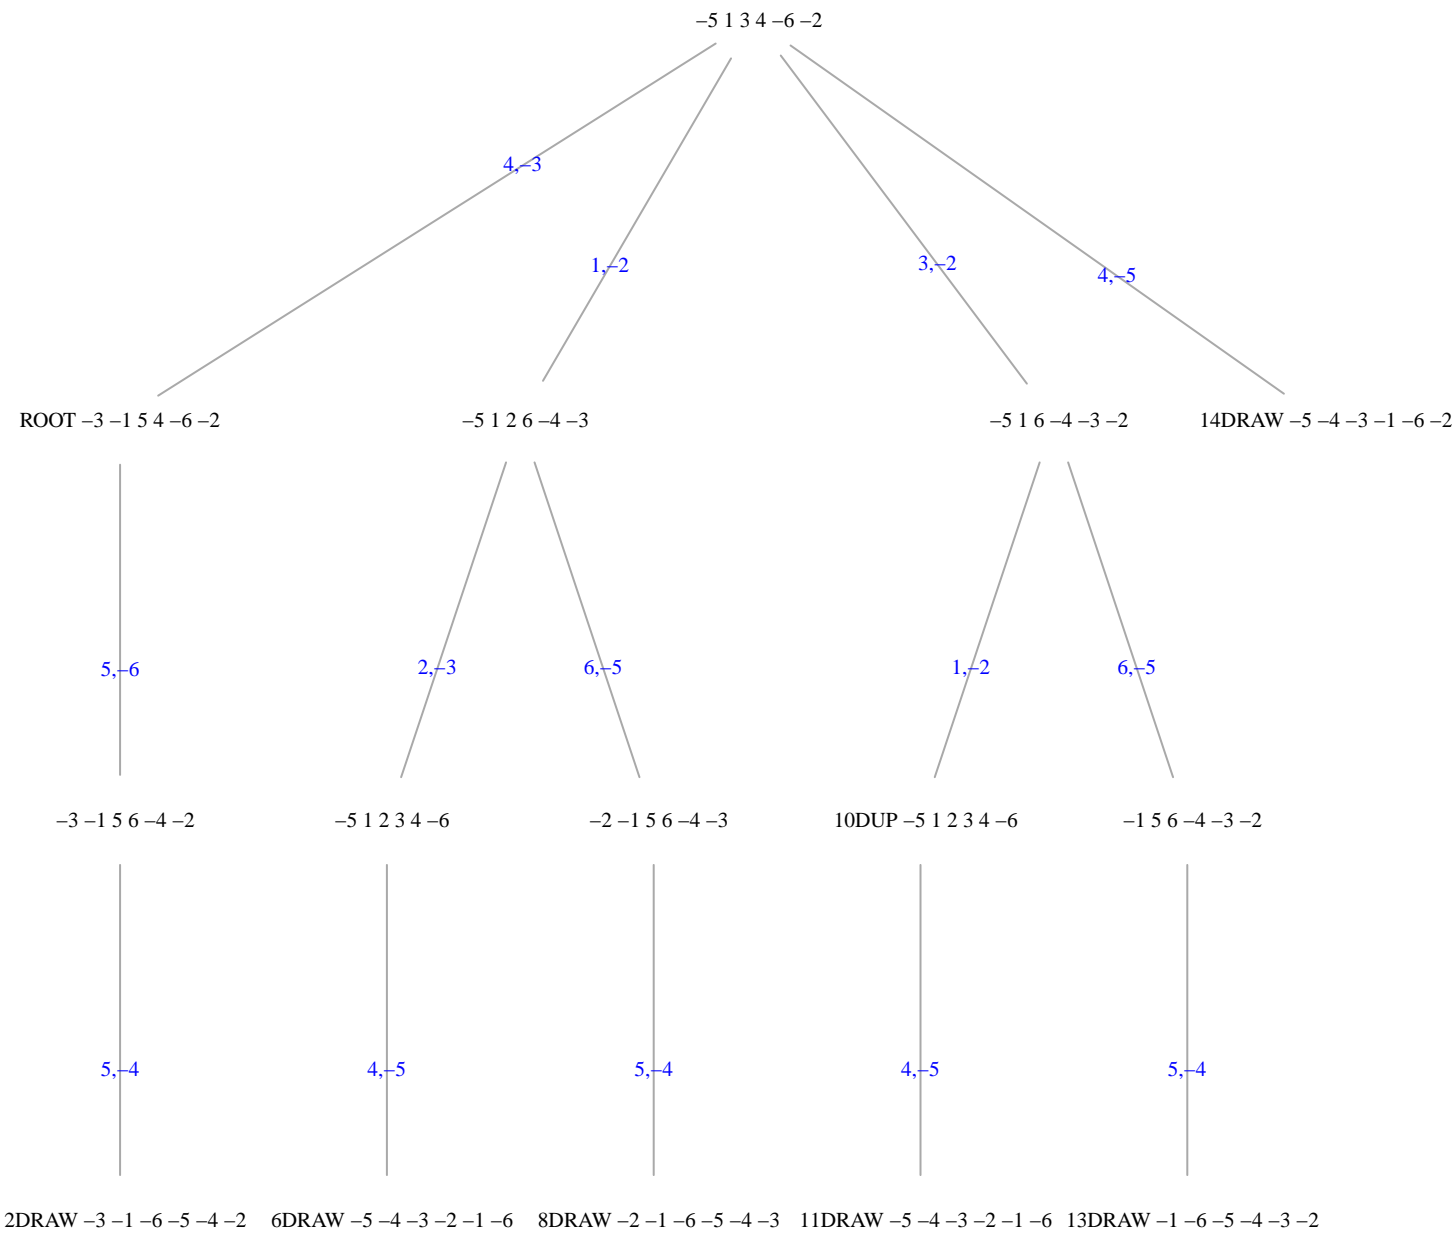 −5 1 3 4 −6 −2
4,−3
1,−2
3,−2
4,−5
ROOT −3 −1 5 4 −6 −2
−5 1 2 6 −4 −3
−5 1 6 −4 −3 −2
14DRAW −5 −4 −3 −1 −6 −2
5,−6
2,−3
6,−5
1,−2
6,−5
−3 −1 5 6 −4 −2
−5 1 2 3 4 −6
−2 −1 5 6 −4 −3
10DUP −5 1 2 3 4 −6
−1 5 6 −4 −3 −2
5,−4
4,−5
5,−4
4,−5
5,−4
2DRAW −3 −1 −6 −5 −4 −2
6DRAW −5 −4 −3 −2 −1 −6
8DRAW −2 −1 −6 −5 −4 −3
11DRAW −5 −4 −3 −2 −1 −6
13DRAW −1 −6 −5 −4 −3 −2